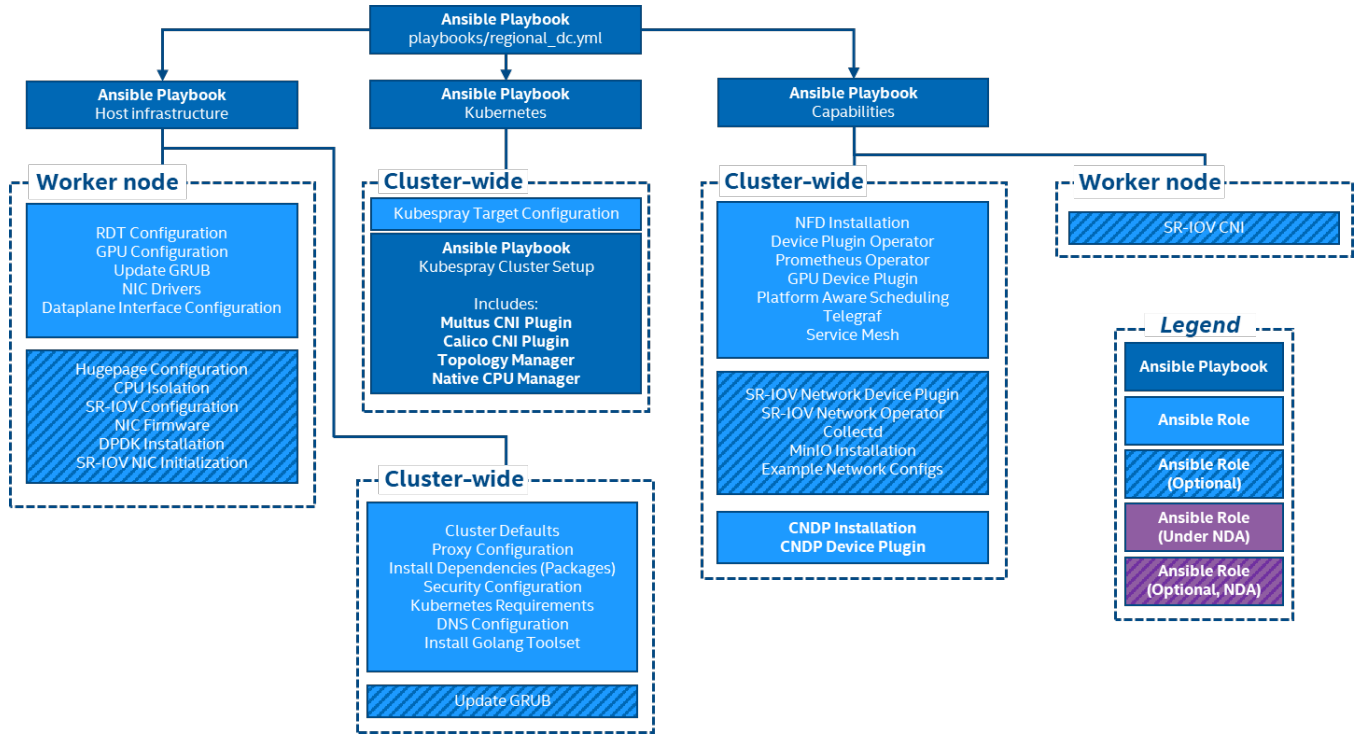 Ansible Playbook
playbooks/regional_dc.yml
Ansible Playbook
Host infrastructure
Ansible Playbook
Kubernetes
Ansible Playbook
Capabilities
Worker node
RDT Configuration
GPU Configuration
Update GRUB
NIC Drivers
Dataplane Interface Configuration
Hugepage Configuration
CPU Isolation
SR-IOV Configuration
NIC Firmware
DPDK Installation
SR-IOV NIC Initialization
Cluster-wide
Kubespray Target Configuration
Ansible Playbook
Kubespray Cluster Setup
Includes:
Multus CNI Plugin
Calico CNI Plugin
Topology Manager
Native CPU Manager
Cluster-wide
Cluster Defaults
Proxy Configuration
Install Dependencies (Packages)
Security Configuration
Kubernetes Requirements
DNS Configuration
Install Golang Toolset
Update GRUB
Cluster-wide
NFD Installation
Device Plugin Operator
Prometheus Operator
GPU Device Plugin
Platform Aware Scheduling
Telegraf
Service Mesh
SR-IOV Network Device Plugin
SR-IOV Network Operator
Collectd
MinIO Installation
Example Network Configs
CNDP Installation
CNDP Device Plugin
Worker node
SR-IOV CNI
Legend
Ansible Playbook
Ansible Role
Ansible Role
(Optional)
Ansible Role
(Under NDA)
Ansible Role
(Optional, NDA)